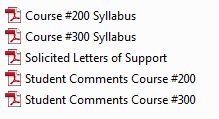 Course #200 Syllabus
Course #300 Syllabus
Solicited Letters of Support
Student Comments Course #200
Student Comments Course #300